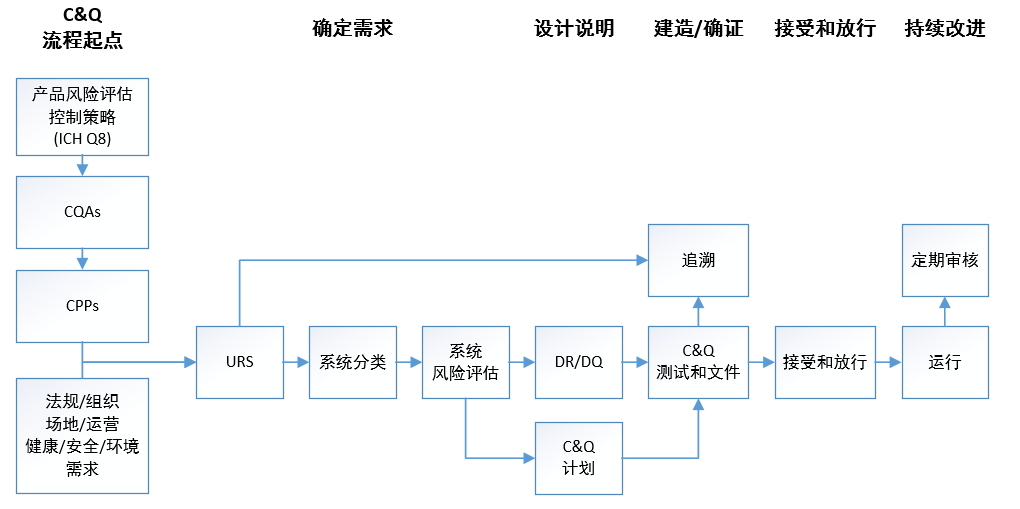 C&Q
流程起点
确定需求
设计说明
建造/确证
接受和放行
持续改进
产品风险评估
控制策略
(ICH Q8)
CQAs
CPPs
法规/组织
场地/运营
健康/安全/环境
需求
URS
系统分类
系统
风险评估
DR/DQ
C&Q
计划
追溯
C&Q
测试和文件
接受和放行
定期审核
运行